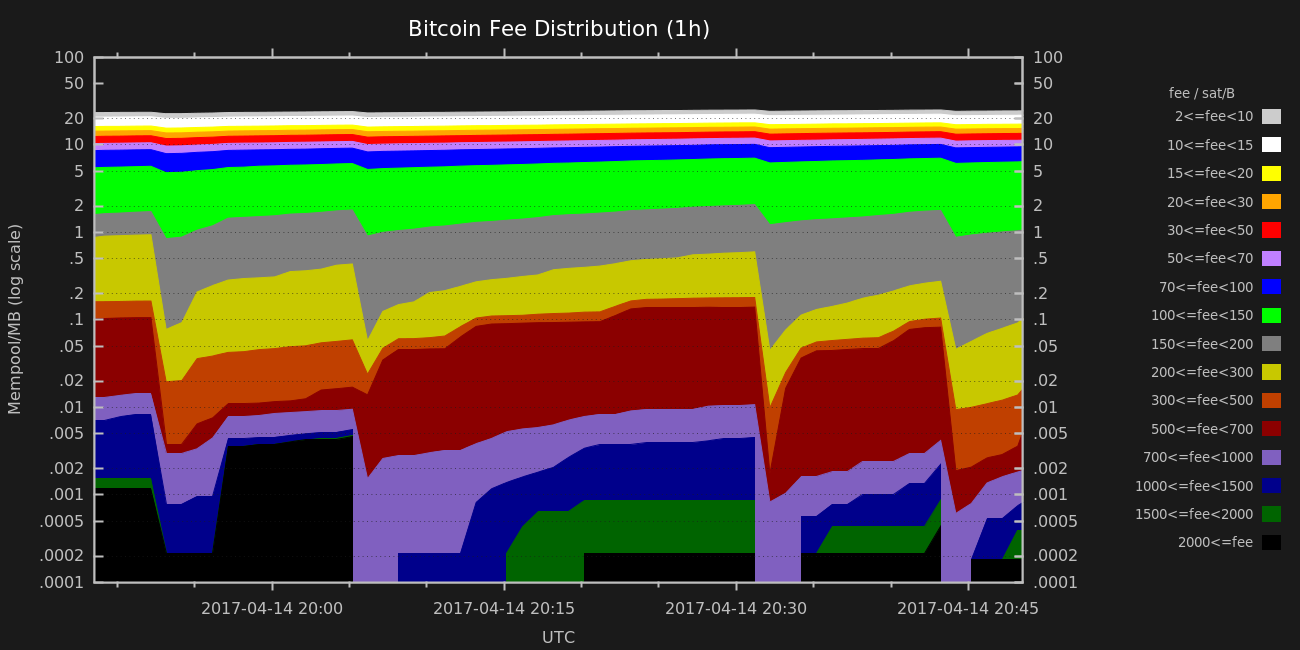 Bitcoin Fee Distribution (1h)
Mempool/MB (log scale)
100
50
20
10
5
2
1
.5
.2
.1
.05
.02
.01
.005
.002
.001
.0005
.0002
.0001
100
50
20
10
5
2
1
.5
.2
.1
.05
.02
.01
.005
.002
.001
.0005
.0002
.0001
2017-04-14 20:00 2017-04-14 20:15 2017-04-14 20:30 2017-04-14 20:45
UTC
fee / sat/B
2<=fee<10
10<=fee<15
15<=fee<20
20<=fee<30
30<=fee<50
50<=fee<70
70<=fee<100
100<=fee<150
150<=fee<200
200<=fee<300
300<=fee<500
500<=fee<700
700<=fee<1000
1000<=fee<1500
1500<=fee<2000
2000<=fee